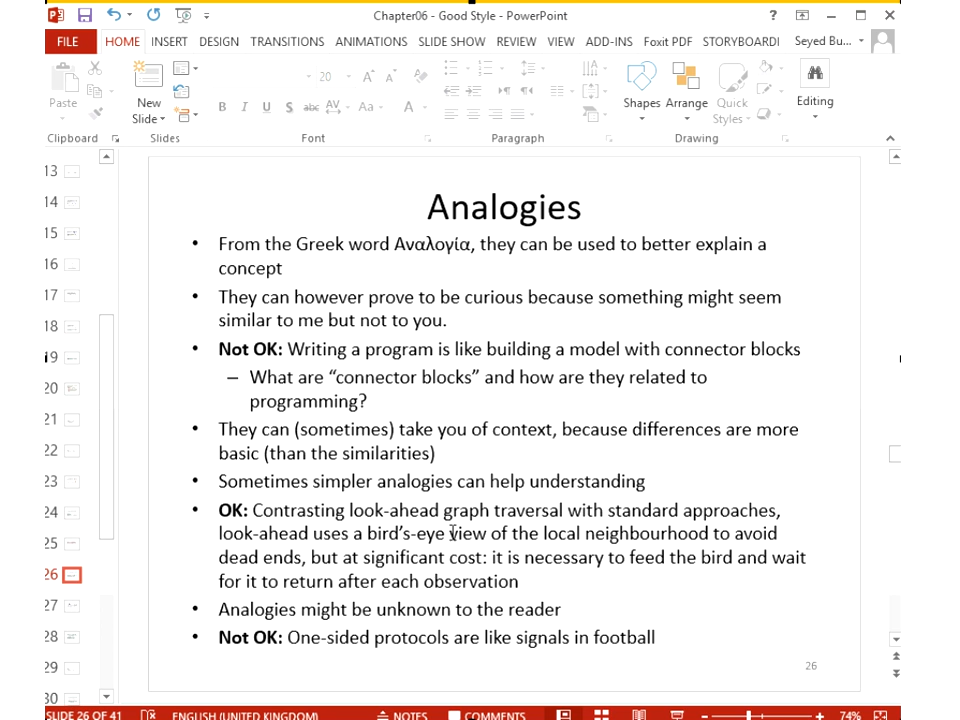 Chapter06 - Good Style - PowerPoint
?
FILE HOME INSERT DESIGN TRANSITIONS ANIMATIONS SLIDE SHOW REVIEW VIEW ADD-INS Foxit PDF STORYBOARDI Seyed Bu...
20
Paste
New
Slide
B I U S abc AV Aa A
Shapes Arrange Quick
Styles
Editing
Clipboard Slides Font Paragraph Drawing
13
14
15
16
17
18
19
20
21
22
23
24
25
26
27
28
29
30
Analogies
• From the Greek word Αναλογία, they can be used to better explain a
concept
• They can however prove to be curious because something might seem
similar to me but not to you.
• Not OK: Writing a program is like building a model with connector blocks
– What are “connector blocks” and how are they related to
programming?
• They can (sometimes) take you of context, because differences are more
basic (than the similarities)
• Sometimes simpler analogies can help understanding
• OK: Contrasting look-ahead graph traversal with standard approaches,
look-ahead uses a bird’s-eye view of the local neighbourhood to avoid
dead ends, but at significant cost: it is necessary to feed the bird and wait
for it to return after each observation
• Analogies might be unknown to the reader
• Not OK: One-sided protocols are like signals in football
26
SLIDE 26 OF 41 ENGLISH (UNITED KINGDOM) NOTES COMMENTS 74%